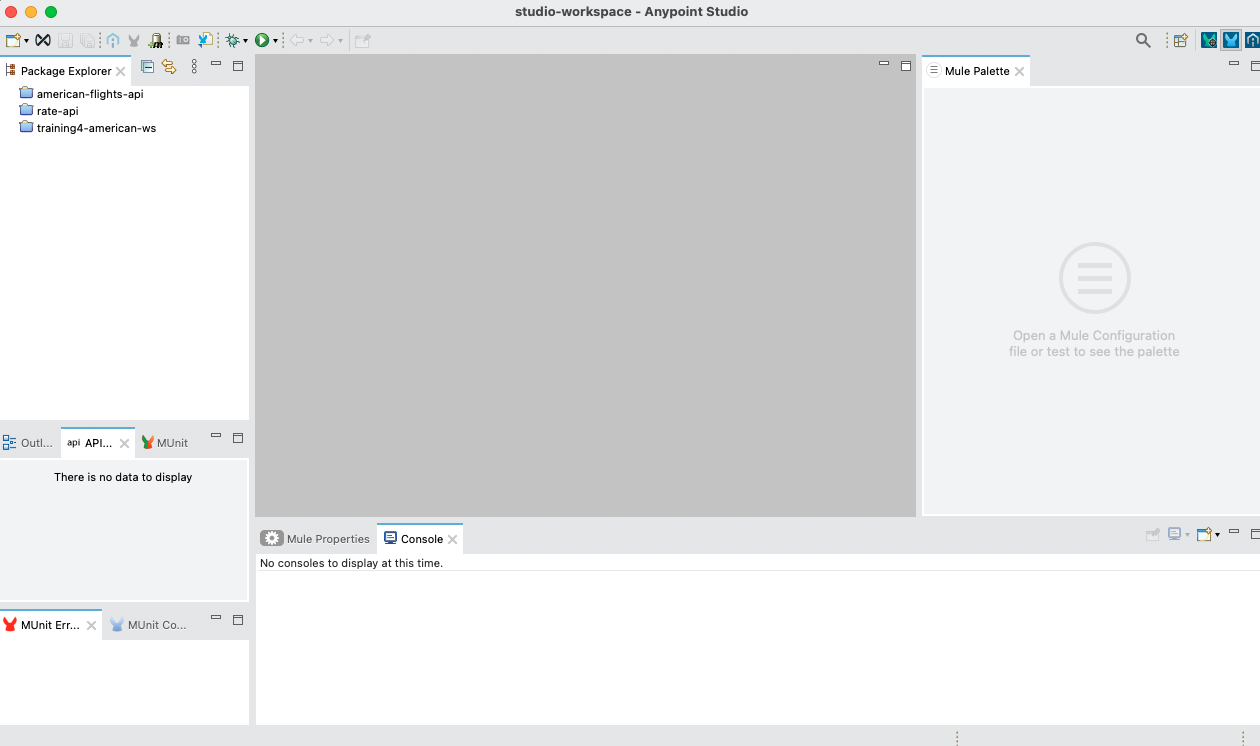 studio-workspace - Anypoint Studio
Package Explorer
american-flights-api
rate-api
training4-american-ws
Mule Palette
Open a Mule Configuration
file or test to see the palette
Outl...
api API...
MUnit
There is no data to display
Mule Properties
Console
No consoles to display at this time.
MUnit Err...
MUnit Co...